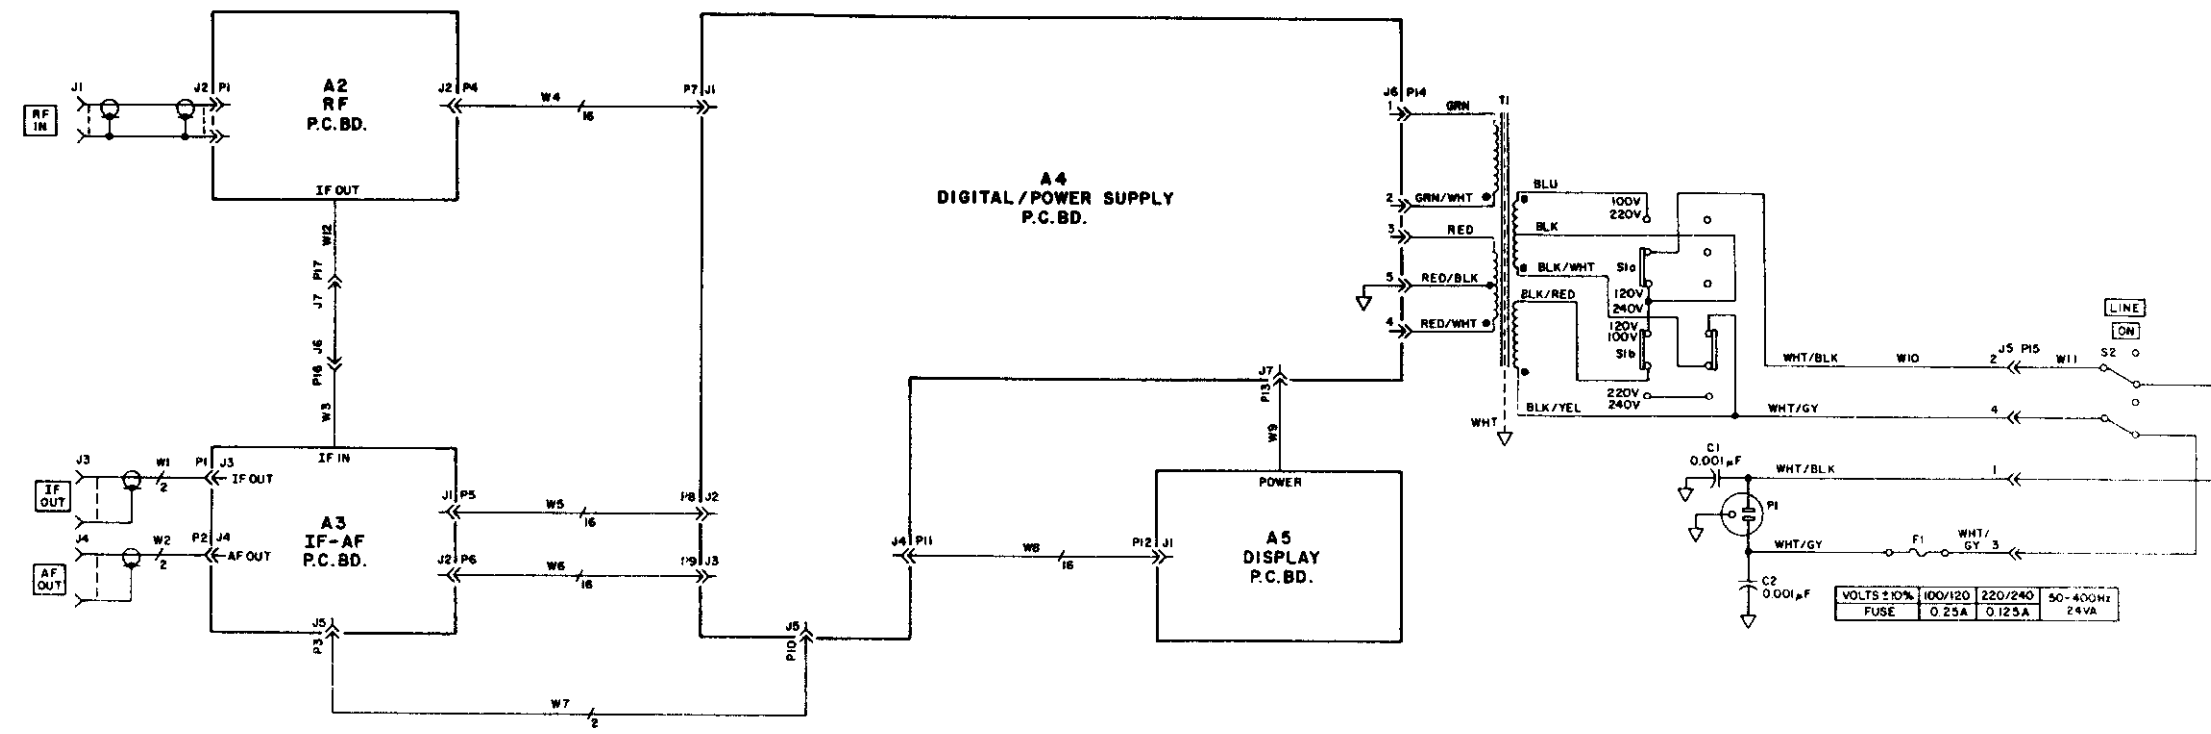 A2
RF
P.C.BD.
J1
J2 P1
RF
IN
J2 P4
W4
16
P7 J1
IF OUT
W12
P17
J7
J6
P16
W3
IF IN
J3
W1
2
P1 J3
IF OUT
IF
OUT
J4
W2
2
P2 J4
AF OUT
AF
OUT
A3
IF-AF
P.C.BD.
J1 P5
W5
16
P8 J2
J2 P6
W6
16
P9 J3
J5
P3
W7
2
J5
P10
A4
DIGITAL/POWER SUPPLY
P.C.BD.
J4 P11
W8
16
P12 J1
A5
DISPLAY
P.C.BD.
POWER
W9
J7
P13
J6 P14
1
GRN
2
GRN/WHT
3
RED
5
RED/BLK
4
RED/WHT
T1
WHT
BLU
BLK
BLK/WHT
BLK/RED
BLK/YEL
100V
220V
S1a
120V
240V
120V
100V
S1b
220V
240V
WHT/BLK
W10
2
J5 P15
W11
S2
LINE
ON
WHT/GY
4
C1
0.001µF
WHT/BLK
1
P1
WHT/GY
F1
WHT/
GY 3
C2
0.001µF
VOLTS ±10% 100/120 220/240 50-400Hz
FUSE 0.25A 0.125A 24VA